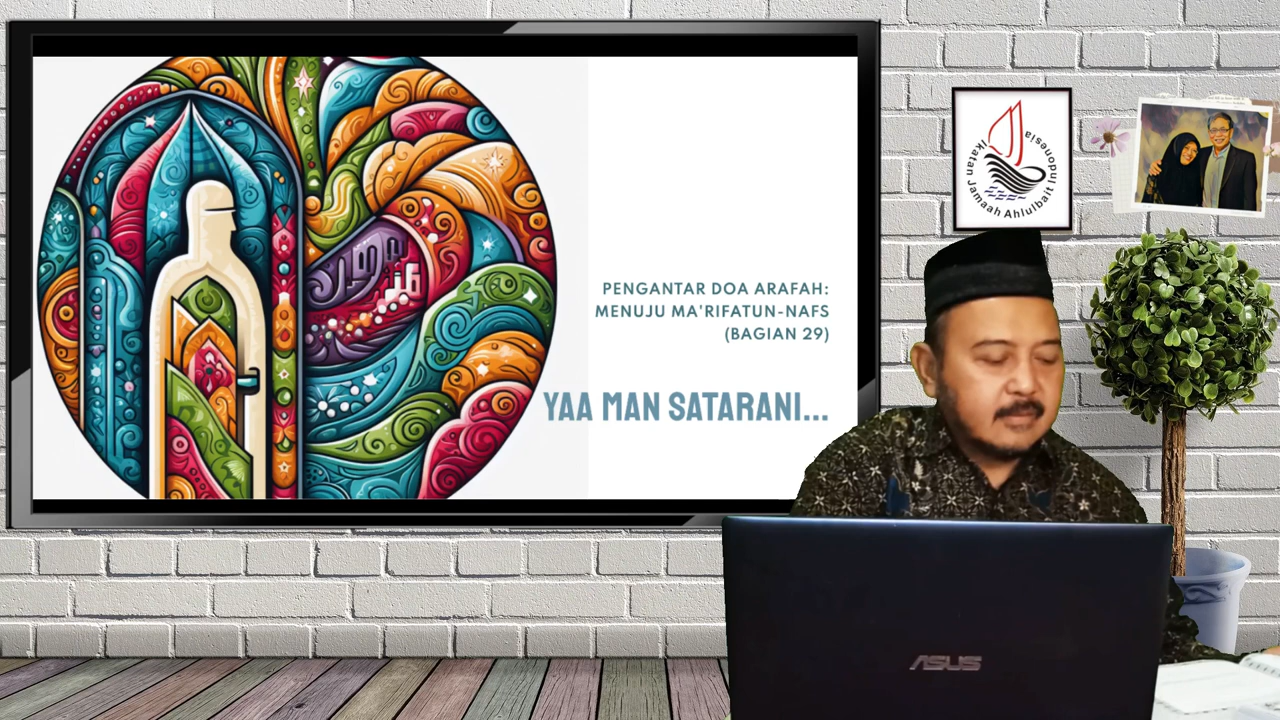 PENGANTAR DOA ARAFAH:
MENUJU MA'RIFATUN-NAFS
(BAGIAN 29)
YAA MAN SATARANI...
Ikatan Jamaah Ahlulbait Indonesia
ASUS